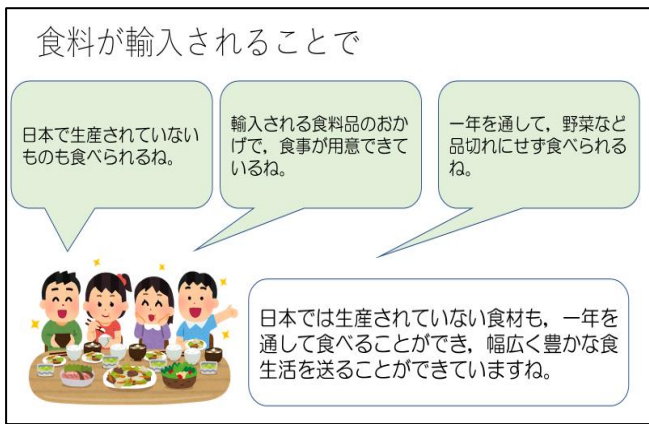 食料が輸入されることで
日本で生産されていない
ものも食べられるね。
輸入される食料品のおか
げで，食事が用意できて
いるね。
一年を通して，野菜など
品切れにせず食べられる
ね。
日本では生産されていない食材も，一年を
通して食べることができ，幅広く豊かな食
生活を送ることができていますね。